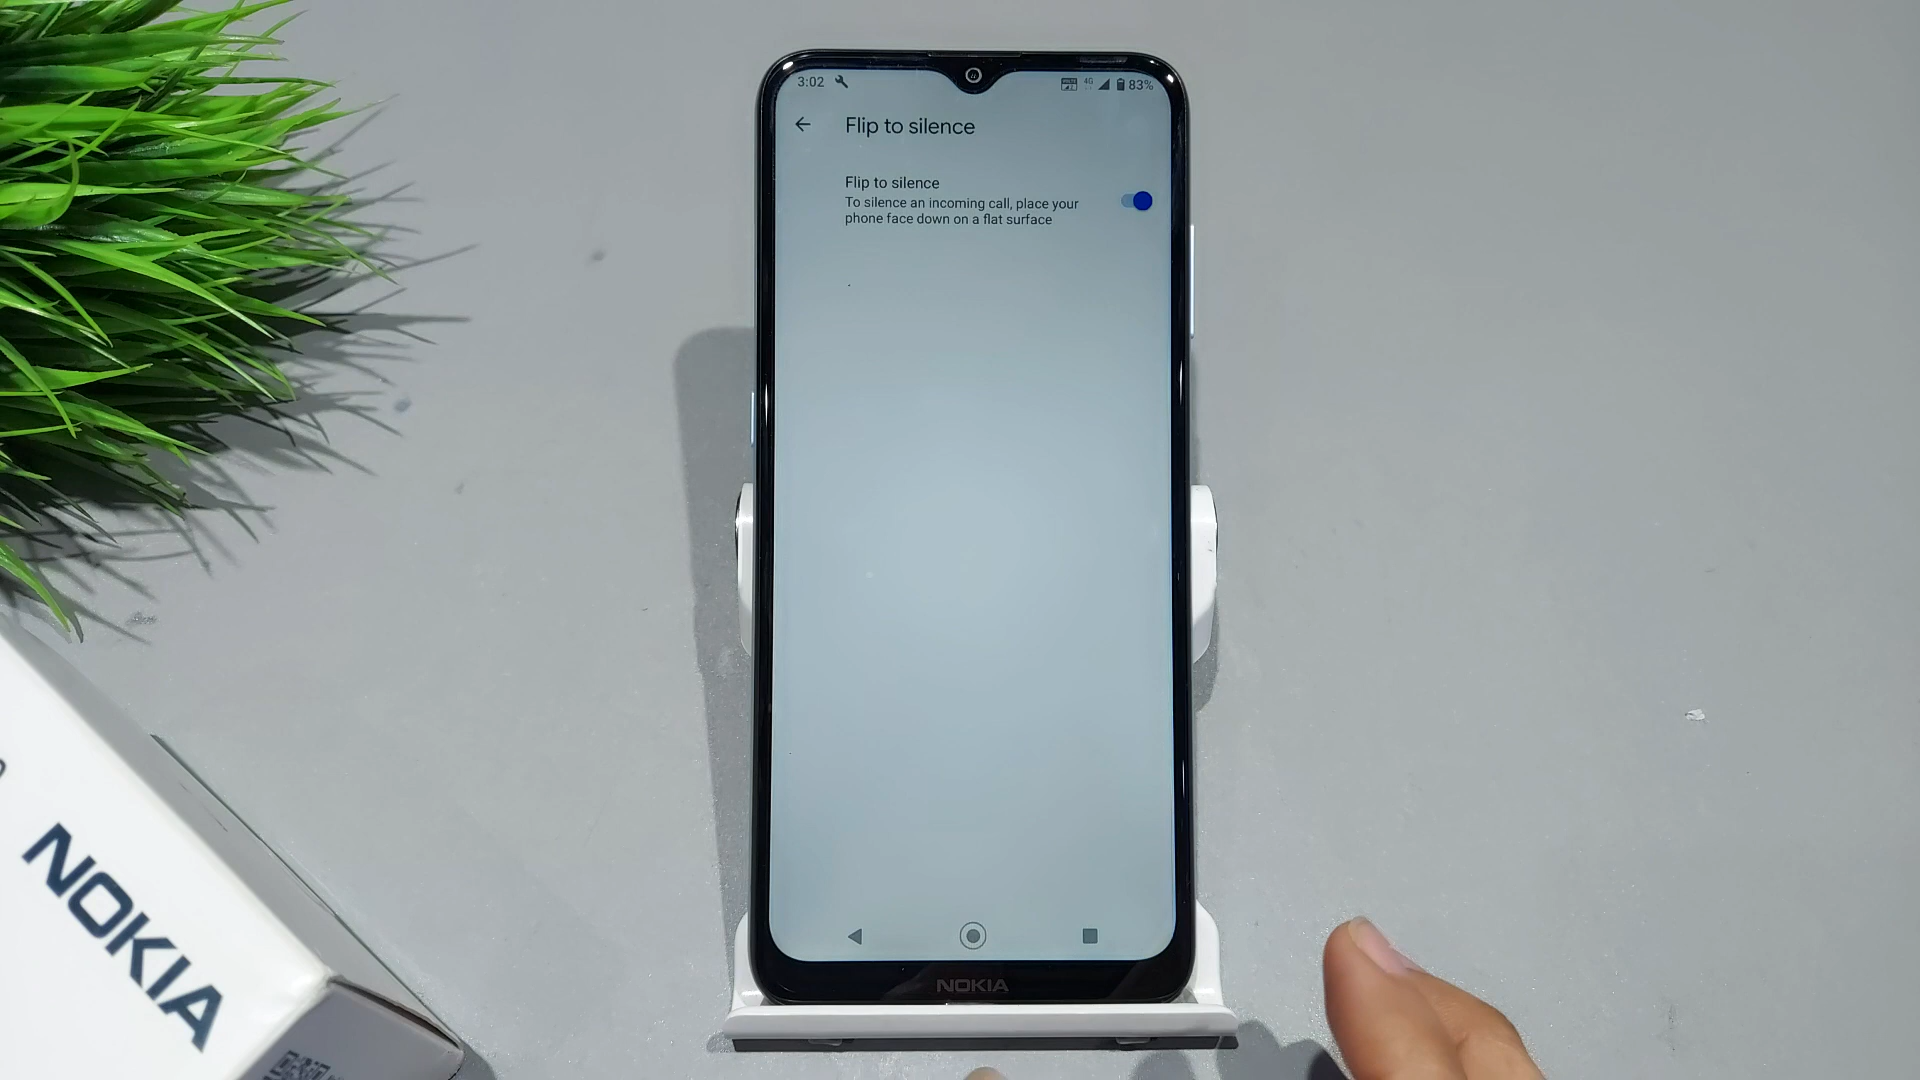 3:02
4G
83%
Flip to silence
Flip to silence
To silence an incoming call, place your
phone face down on a flat surface
NOKIA
NOKIA